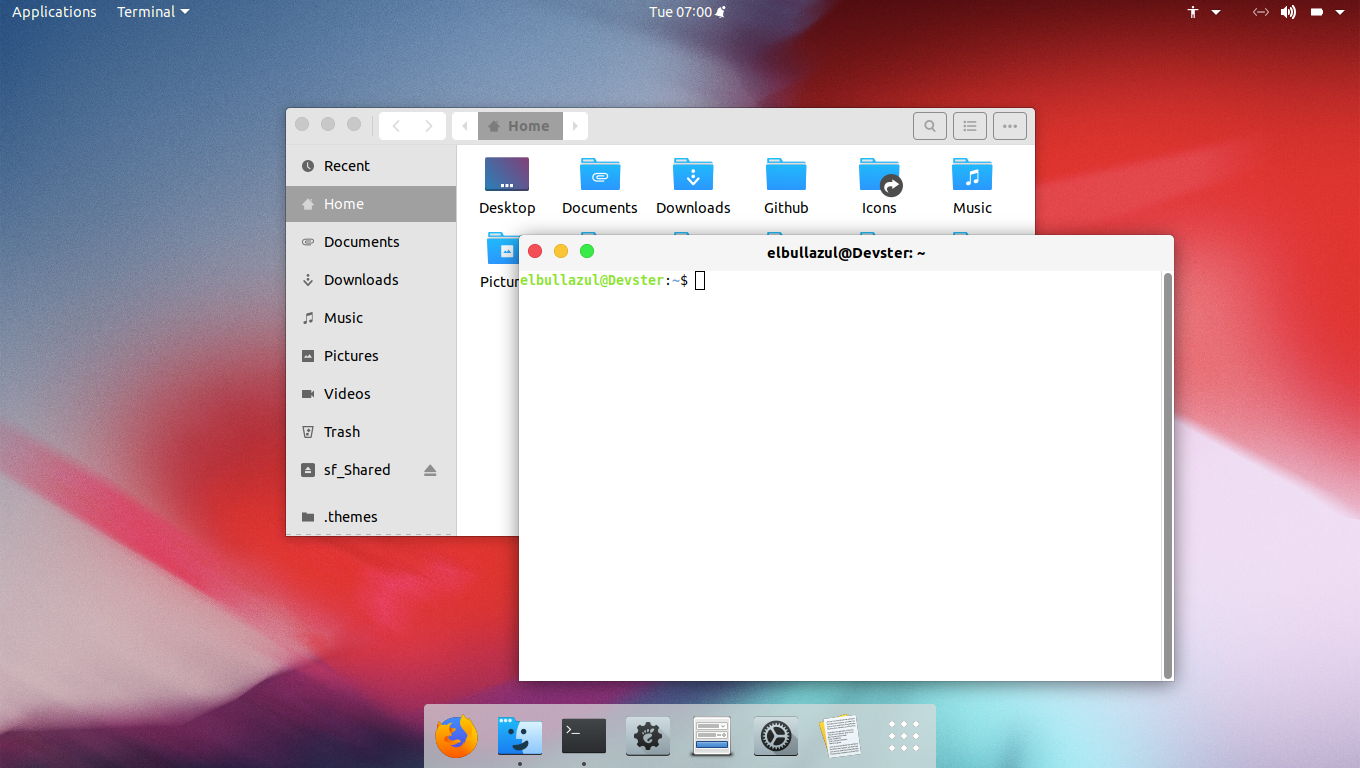 Applications Terminal Tue 07:00
Home
Recent
Home
Documents
Downloads
Music
Pictures
Videos
Trash
sf_Shared
.themes
Desktop Documents Downloads Github Icons Music
elbullazul@Devster: ~
elbullazul@Devster:~$
>_